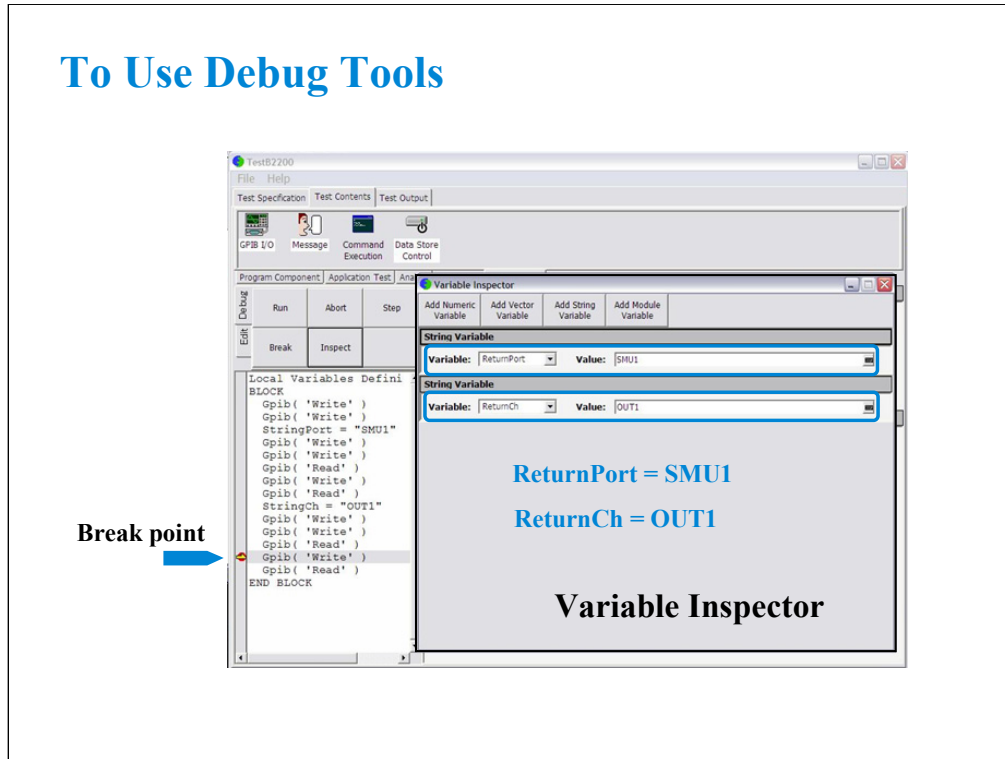 To Use Debug Tools
TestB2200
File Help
Test Specification Test Contents Test Output
GPIB I/O Message Command Execution Data Store Control
Program Component Application Test Ana
Debug
Run Abort Step
Edit
Break Inspect
Local Variables Defini
BLOCK
Gpib( 'Write' )
Gpib( 'Write' )
StringPort = "SMU1"
Gpib( 'Write' )
Gpib( 'Write' )
Gpib( 'Read' )
Gpib( 'Write' )
Gpib( 'Read' )
StringCh = "OUT1"
Gpib( 'Write' )
Gpib( 'Write' )
Gpib( 'Read' )
Gpib( 'Write' )
Gpib( 'Read' )
END BLOCK
Break point
Variable Inspector
Add Numeric Variable Add Vector Variable Add String Variable Add Module Variable
String Variable
Variable: ReturnPort Value: SMU1
String Variable
Variable: ReturnCh Value: OUT1
ReturnPort = SMU1
ReturnCh = OUT1
Variable Inspector